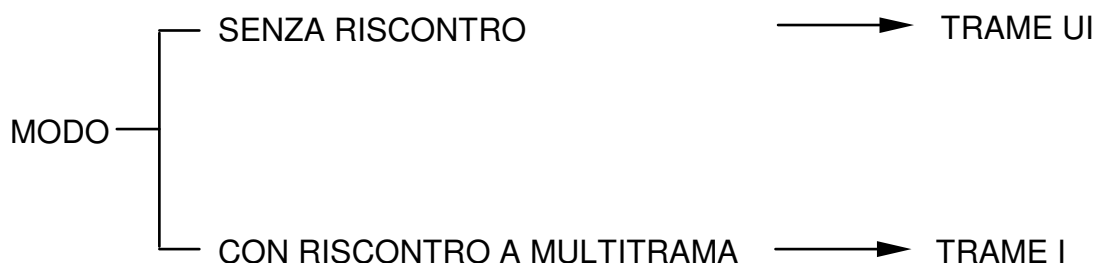 SENZA RISCONTRO TRAME UI
MODO
CON RISCONTRO A MULTITRAMA TRAME I